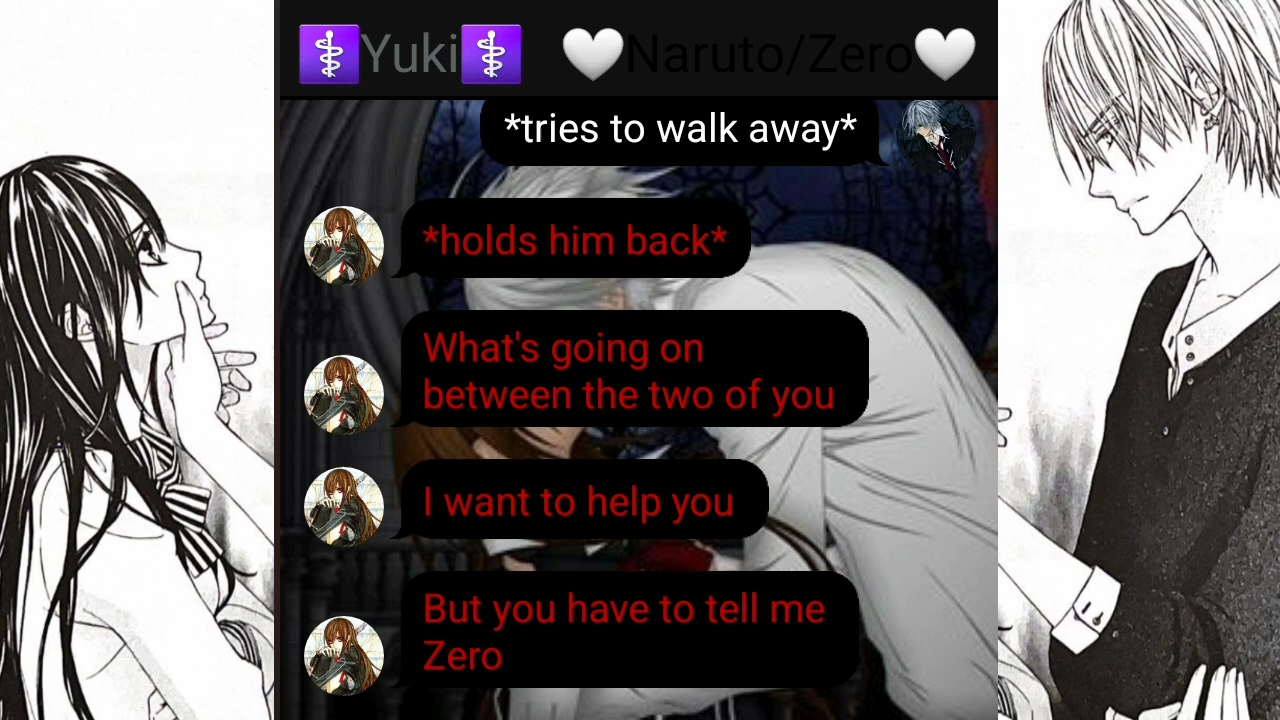 ⚕Yuki⚕ 🤍Naruto/Zero🤍
*tries to walk away*
*holds him back*
What's going on
between the two of you
I want to help you
But you have to tell me
Zero